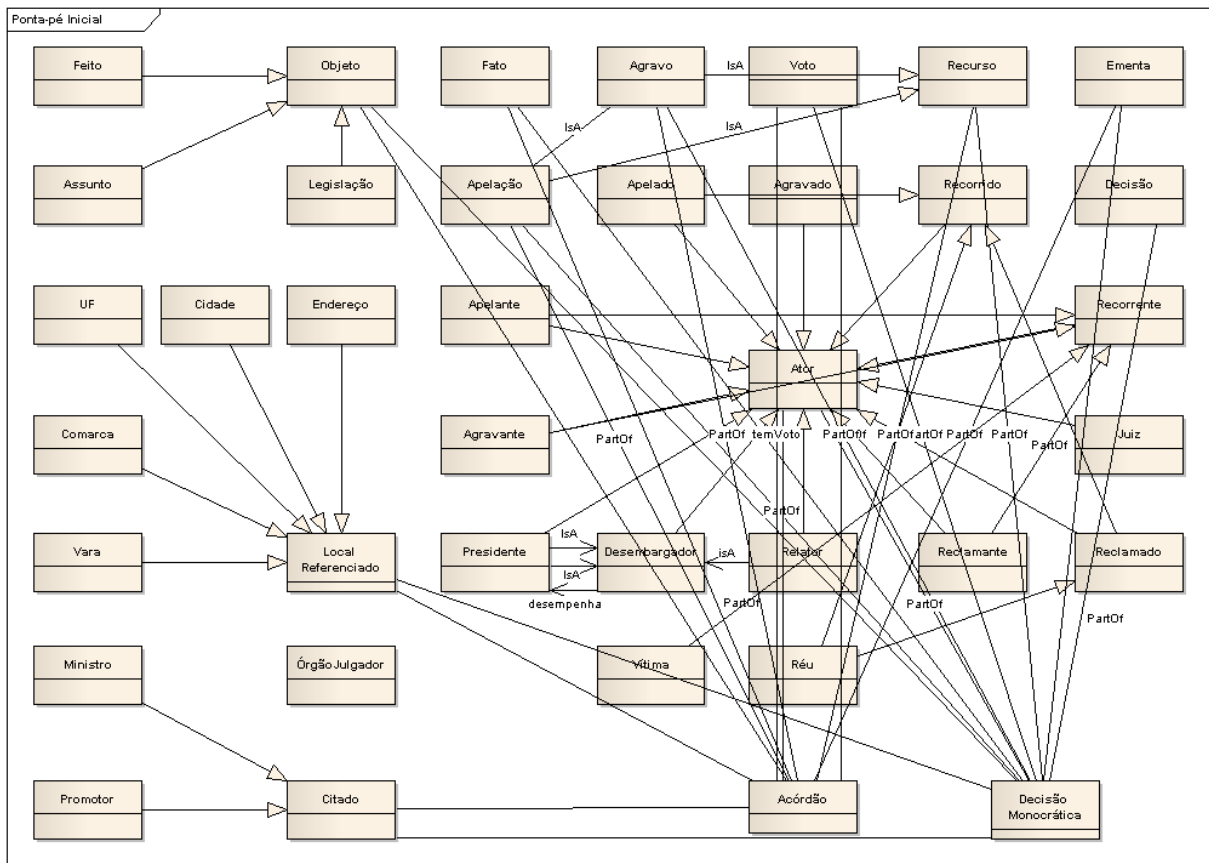 Ponta-pé Inicial
Feito
Objeto
Fato
Agravo
IsA
Voto
Recurso
Ementa
IsA
IsA
Assunto
Legislação
Apelação
Apelado
Agravado
Recorrido
Decisão
UF
Cidade
Endereço
Apelante
Recorrente
Ator
Comarca
Agravante
PartOf
PartOf
temVoto
PartOf
PartOf
PartOf
PartOf
PartOf
Juiz
PartOf
Vara
Local
Referenciado
Presidente
IsA
IsA
desempenha
Desembargador
isA
Relator
Reclamante
Reclamado
PartOf
PartOf
PartOf
Ministro
ÓrgãoJulgador
Vítima
Réu
Promotor
Citado
Acórdão
Decisão
Monocrática